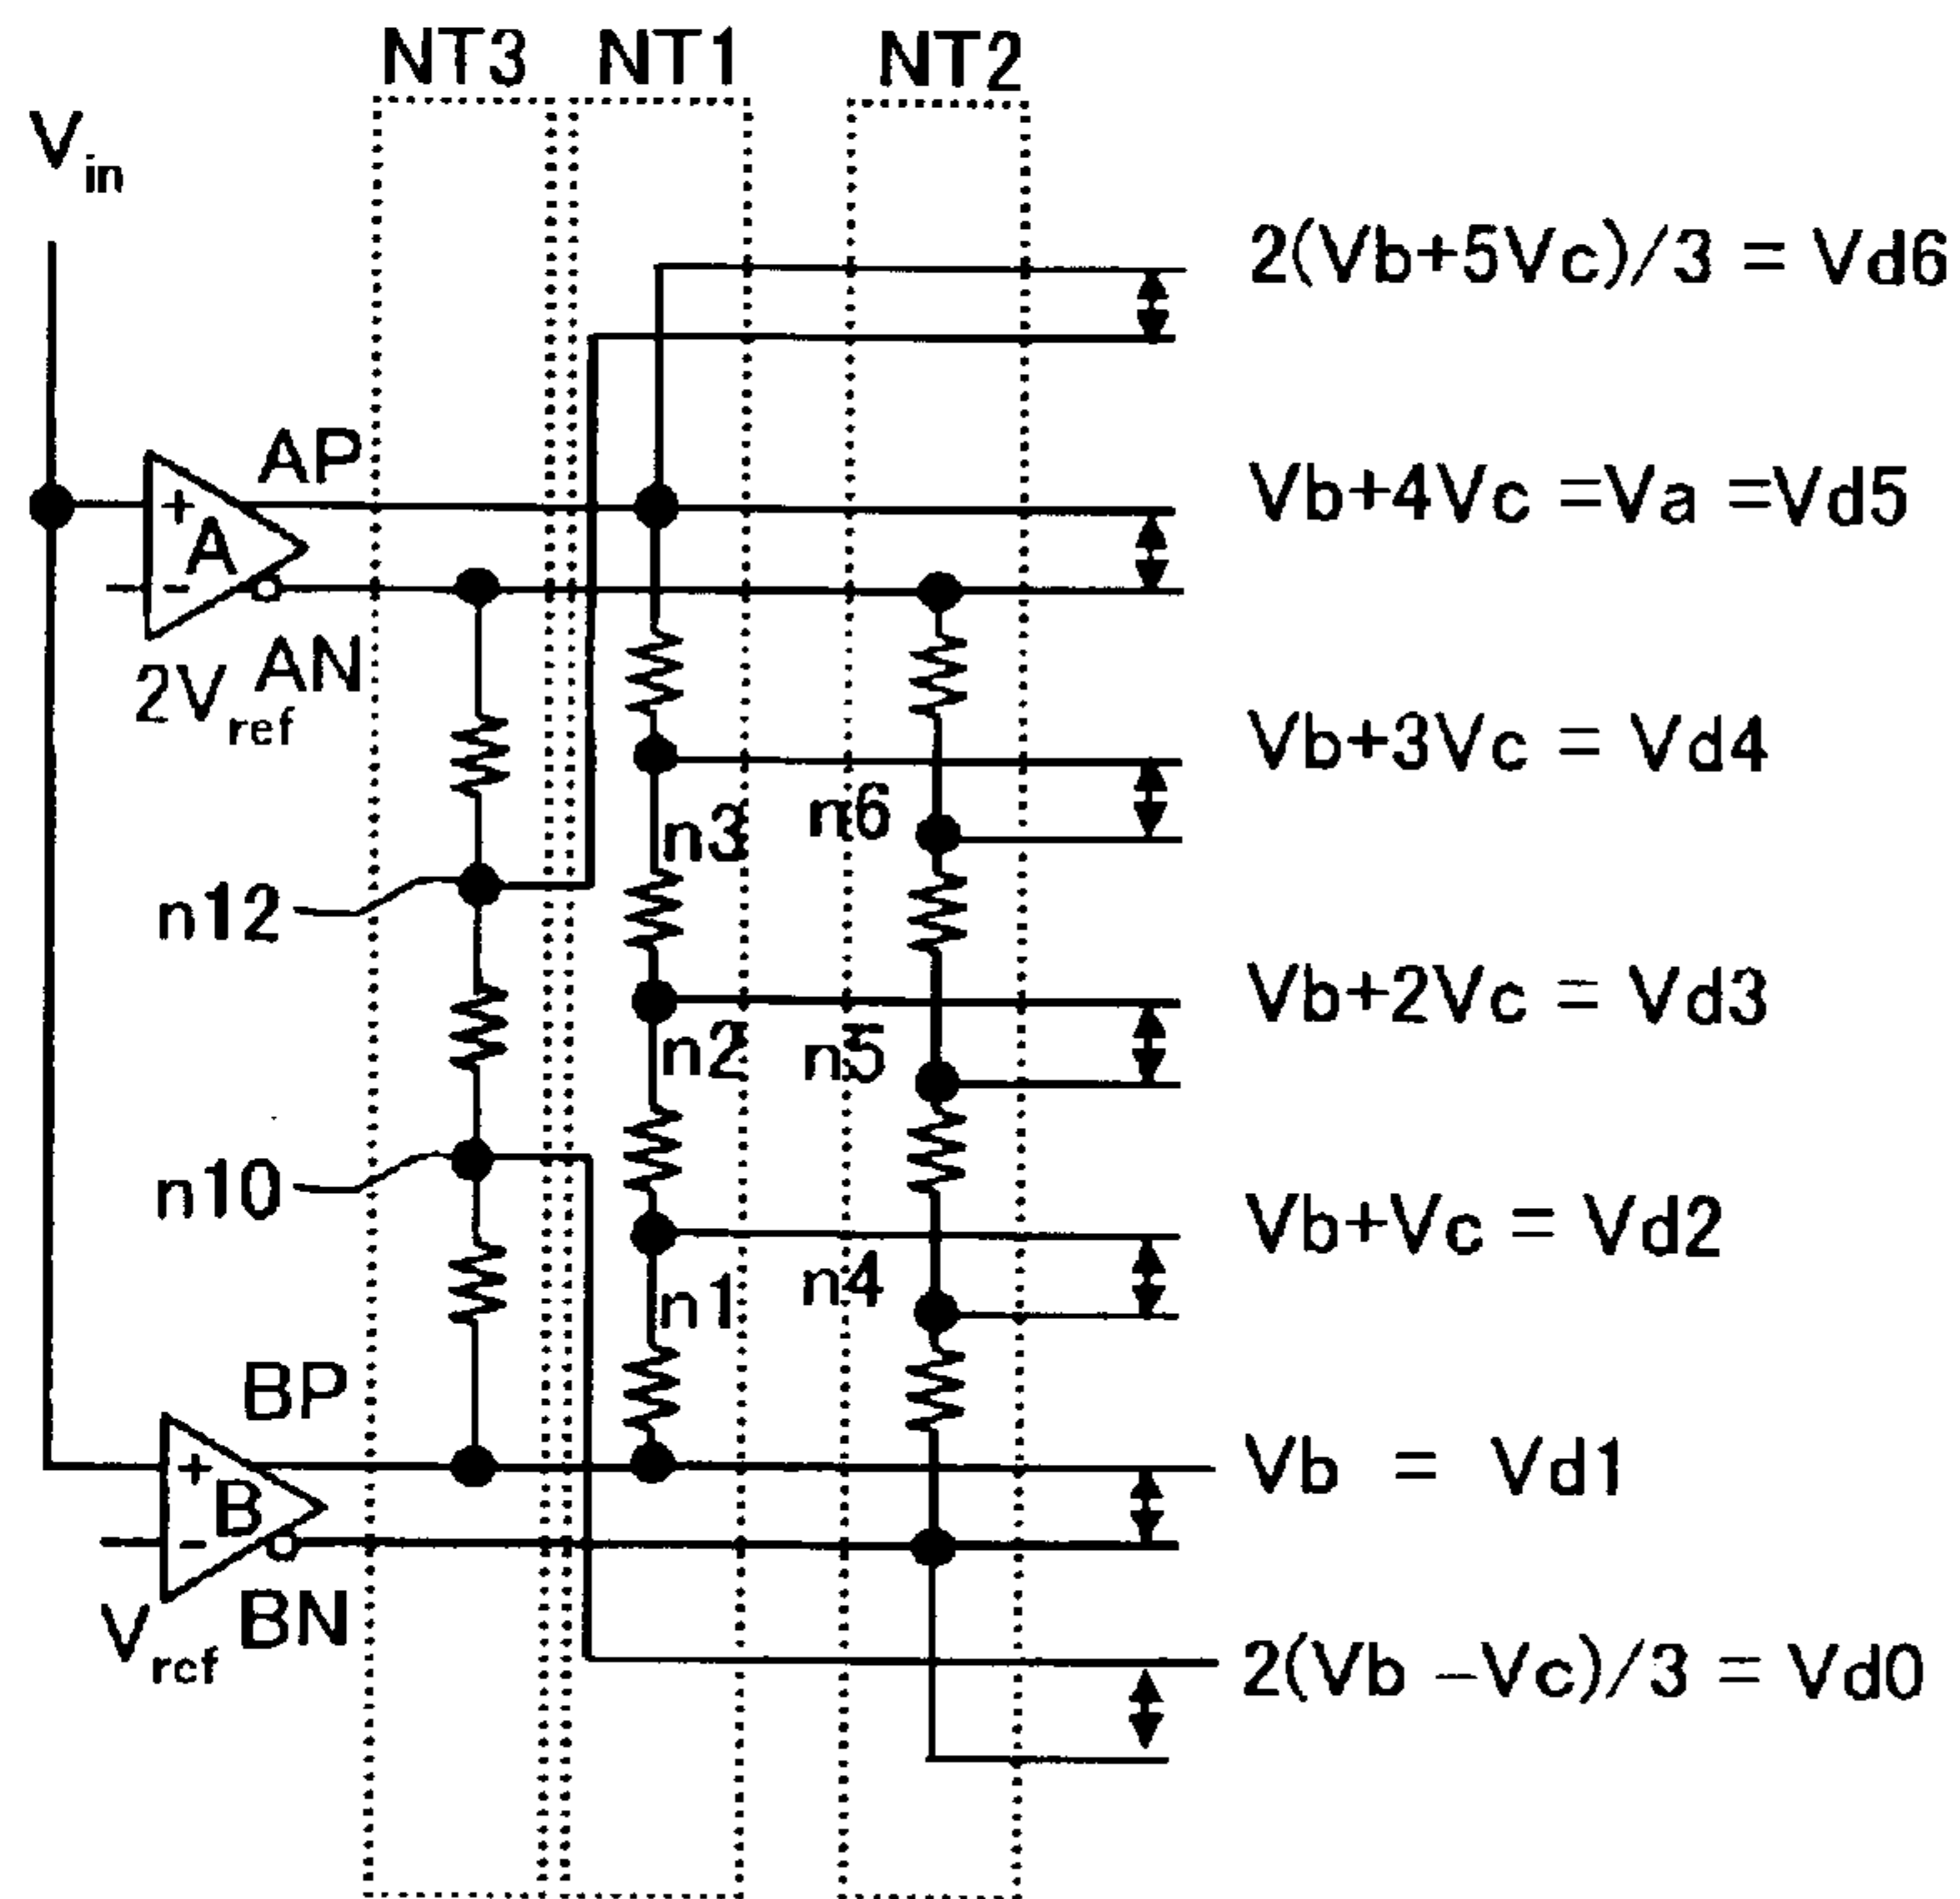 NT3 NT1 NT2
Vin
2(Vb+5Vc)/3 = Vd6
AP
+
A
Vb+4Vc =Va =Vd5
-
AN
2Vref
Vb+3Vc = Vd4
n3 n6
n12
Vb+2Vc = Vd3
n2 n5
n10
Vb+Vc = Vd2
n1 n4
BP
+
B
Vb = Vd1
-
BN
Vref
2(Vb -Vc)/3 = Vd0